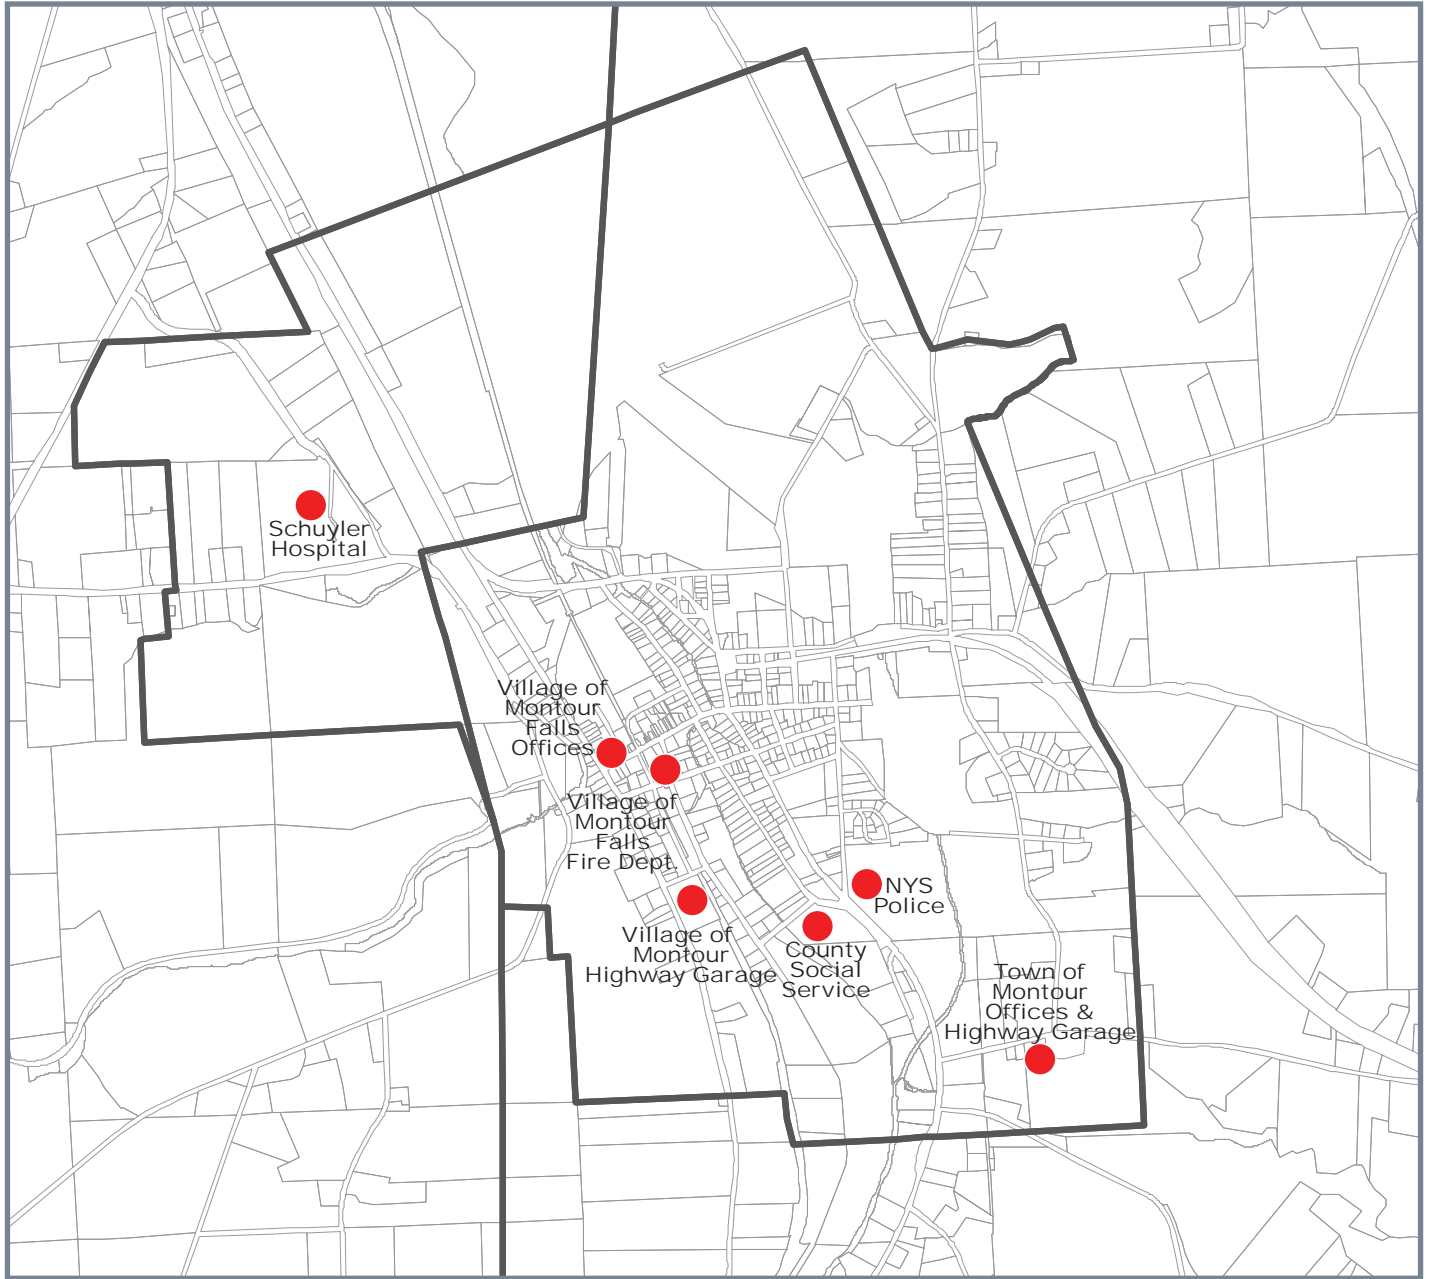 Schuyler
Hospital
Village of
Montour
Falls
Offices
Village of
Montour
Falls
Fire Dept.
NYS
Police
Village of
Montour
Highway Garage
County
Social
Service
Town of
Montour
Offices &
Highway Garage